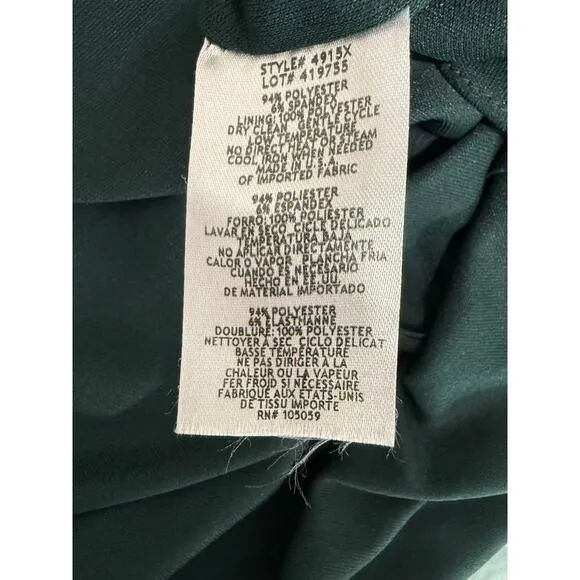 STYLE# 4915X
LOT# 419755
94% POLYESTER
6% SPANDEX
LINING: 100% POLYESTER
DRY CLEAN GENTLE CYCLE
LOW TEMPERATURE
NO DIRECT HEAT OR STEAM
COOL IRON WHEN NEEDED
MADE IN U.S.A.
OF IMPORTED FABRIC
94% POLIESTER
6% ESPANDEX
FORRO: 100% POLIESTER
LAVAR EN SECO CICLE DELICADO
TEMPERATURA BAJA
NO APLICAR DIRECTAMENTE
CALOR O VAPOR PLANCHA FRIA
CUANDO ES NECESARIO
HECHO EN EE UU.
DE MATERIAL IMPORTADO
94% POLYESTER
6% ELASTHANNE
DOUBLURE: 100% POLYESTER
NETTOYER A SEC CICLO DELICAT
BASSE TEMPÉRATURE
NE PAS DIRIGER A LA
CHALEUR OU LA VAPEUR
FER FROID SI NÉCESSAIRE
FABRIQUE AUX ETATS-UNIS
DE TISSU IMPORTE
RN# 105059